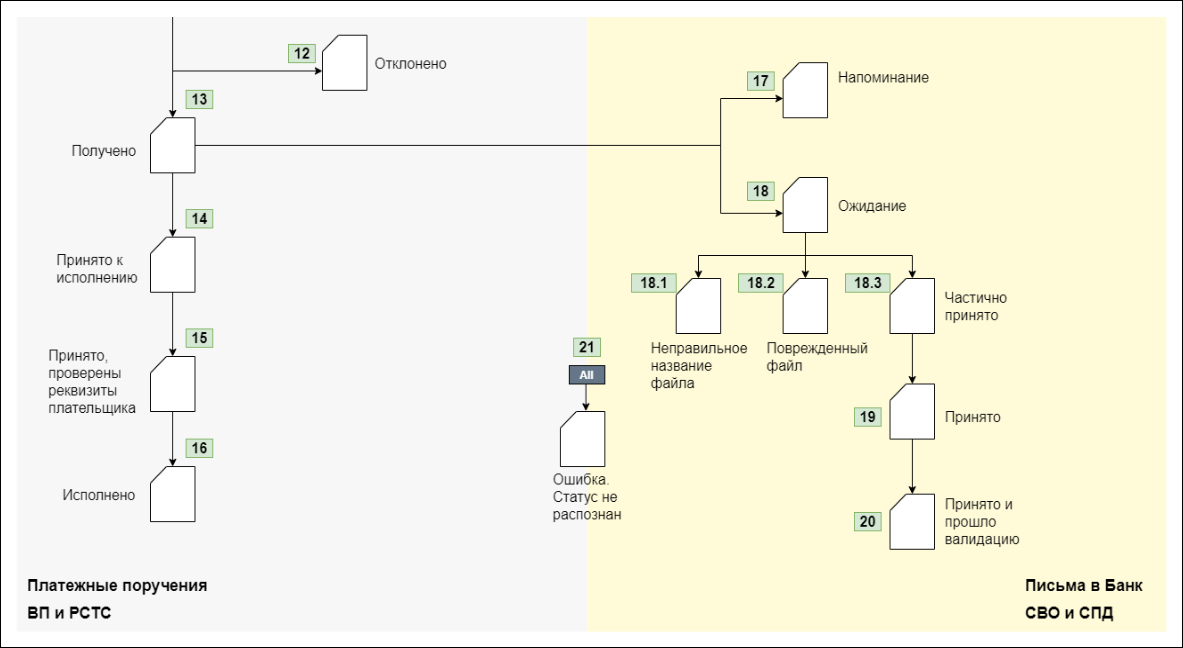 12
Отклонено
13
Получено
14
Принято к
исполнению
15
Принято,
проверены
реквизиты
плательщика
16
Исполнено
17
Напоминание
18
Ожидание
18.1
Неправильное
название
файла
18.2
Поврежденный
файл
18.3
Частично
принято
19
Принято
20
Принято и
прошло
валидацию
21
All
Ошибка.
Статус не
распознан
Платежные поручения
ВП и РСТС
Письма в Банк
СВО и СПД